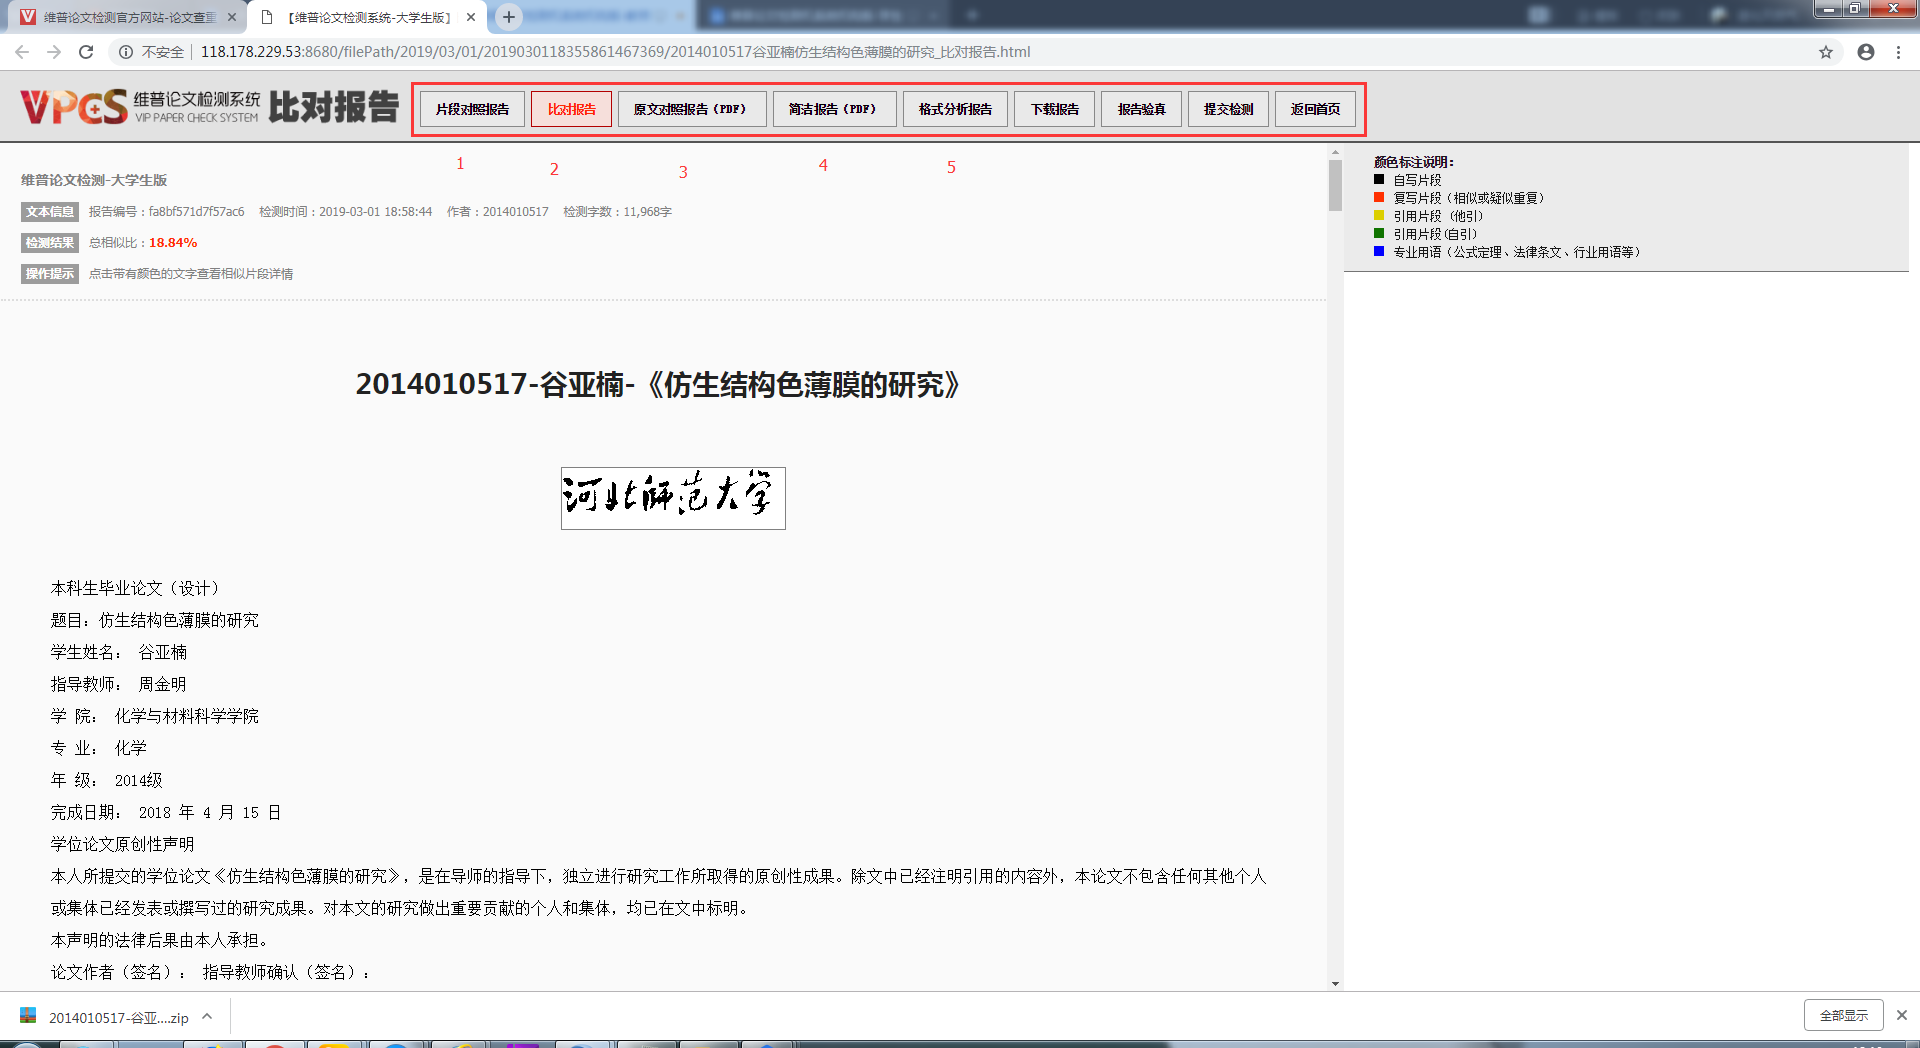 维普论文检测官方网站-论文查重
【维普论文检测系统-大学生版】
不安全 118.178.229.53:8680/filePath/2019/03/01/2019030118355861467369/2014010517谷亚楠仿生结构色薄膜的研究_比对报告.html
VPCS 维普论文检测系统 比对报告
VIP PAPER CHECK SYSTEM
片段对照报告 比对报告 原文对照报告（PDF） 简洁报告（PDF） 格式分析报告 下载报告 报告验真 提交检测 返回首页
1 2 3 4 5
维普论文检测-大学生版
文本信息 报告编号：fa8bf571d7f57ac6 检测时间：2019-03-01 18:58:44 作者：2014010517 检测字数：11,968字
检测结果 总相似比：18.84%
操作提示 点击带有颜色的文字查看相似片段详情
颜色标注说明：
自写片段
复写片段（相似或疑似重复）
引用片段（他引）
引用片段(自引）
专业用语（公式定理、法律条文、行业用语等）
2014010517-谷亚楠-《仿生结构色薄膜的研究》
河北师范大学
本科生毕业论文（设计）
题目：仿生结构色薄膜的研究
学生姓名： 谷亚楠
指导教师： 周金明
学 院： 化学与材料科学学院
专 业： 化学
年 级： 2014级
完成日期： 2018 年 4 月 15 日
学位论文原创性声明
本人所提交的学位论文《仿生结构色薄膜的研究》，是在导师的指导下，独立进行研究工作所取得的原创性成果。除文中已经注明引用的内容外，本论文不包含任何其他个人
或集体已经发表或撰写过的研究成果。对本文的研究做出重要贡献的个人和集体，均已在文中标明。
本声明的法律后果由本人承担。
论文作者（签名）： 指导教师确认（签名）：
2014010517-谷亚....zip
全部显示